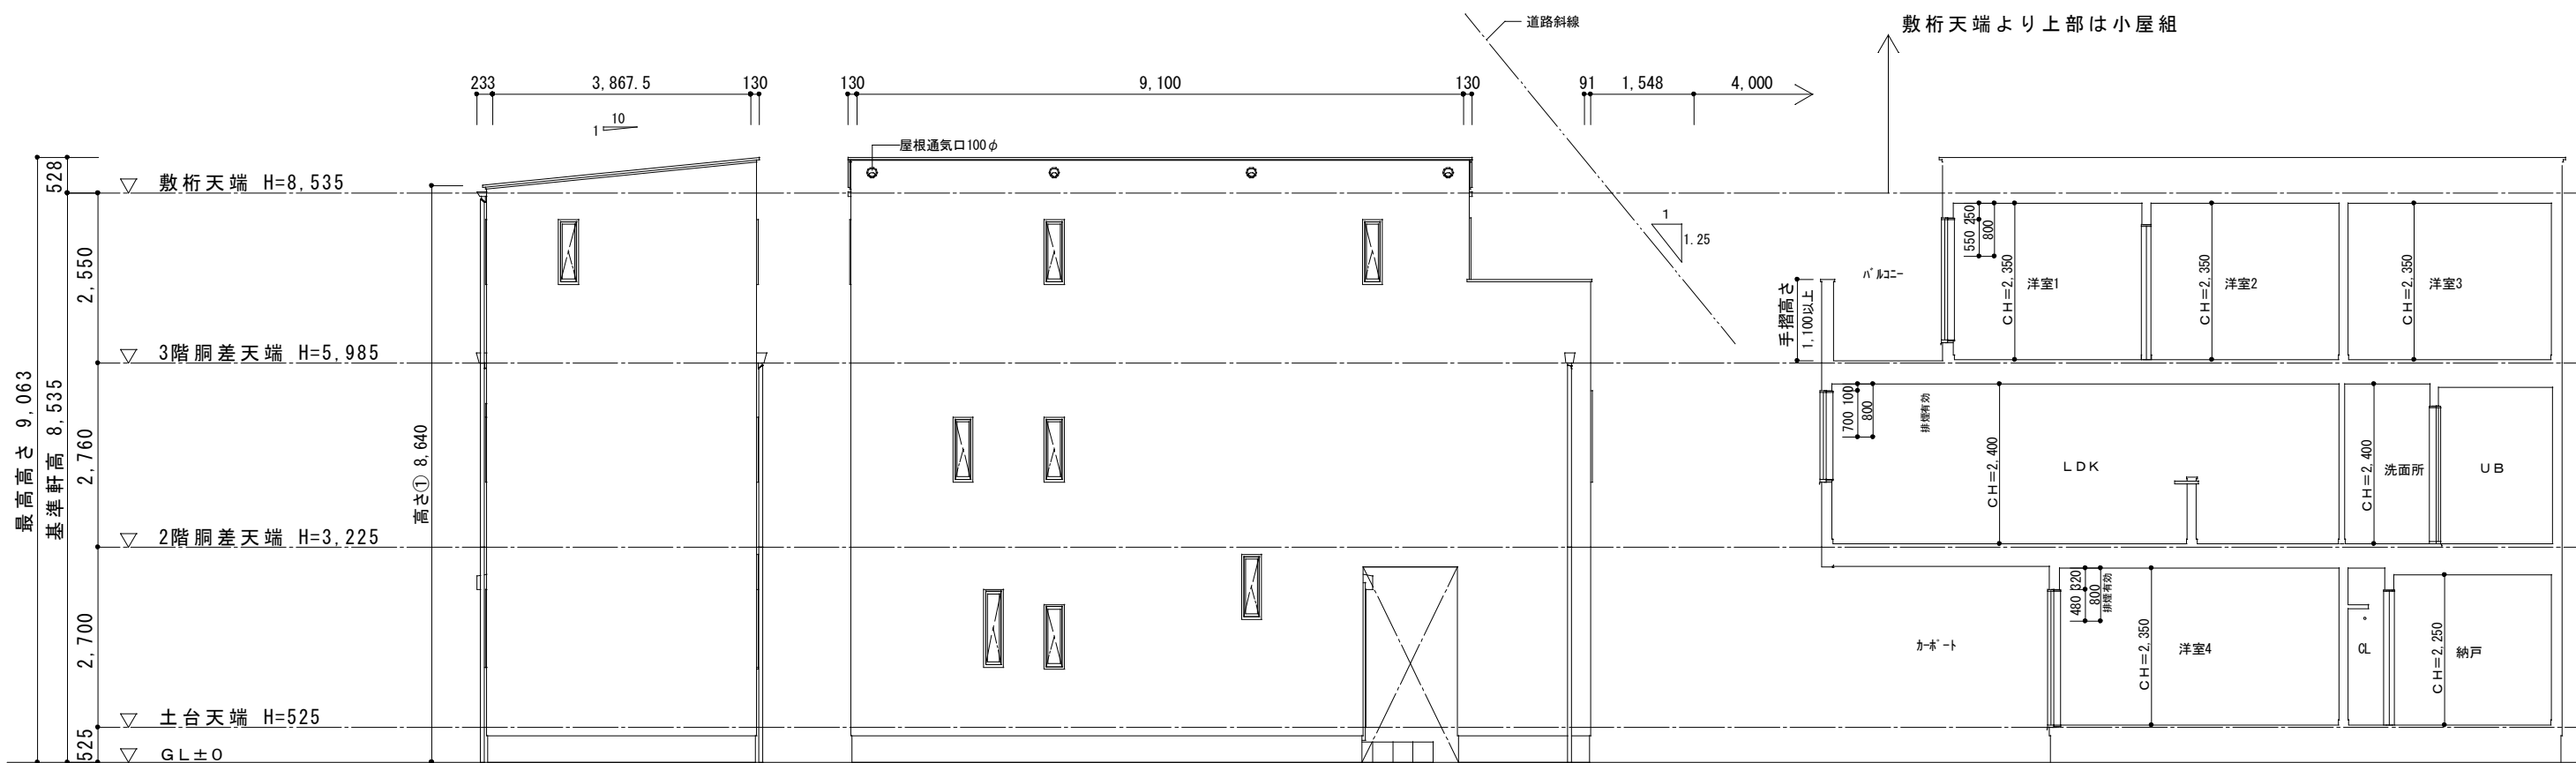 道路斜線
敷桁天端より上部は小屋組
233
3,867.5
130
130
9,100
130
91
1,548
4,000
10
1
屋根通気口100φ
528
敷桁天端 H=8,535
1
1.25
2,550
550 250
800
CH=2,350
洋室1
CH=2,350
洋室2
CH=2,350
洋室3
バルコニー
手摺高さ
1,100以上
3階胴差天端 H=5,985
最高高さ 9,063
基準軒高 8,535
高さ① 8,640
2,760
700 100
800
排煙有効
CH=2,400
LDK
CH=2,400
洗面所
UB
2階胴差天端 H=3,225
2,700
480 320
800
排煙有効
カーポート
CH=2,350
洋室4
CL
CH=2,250
納戸
土台天端 H=525
525
GL±0